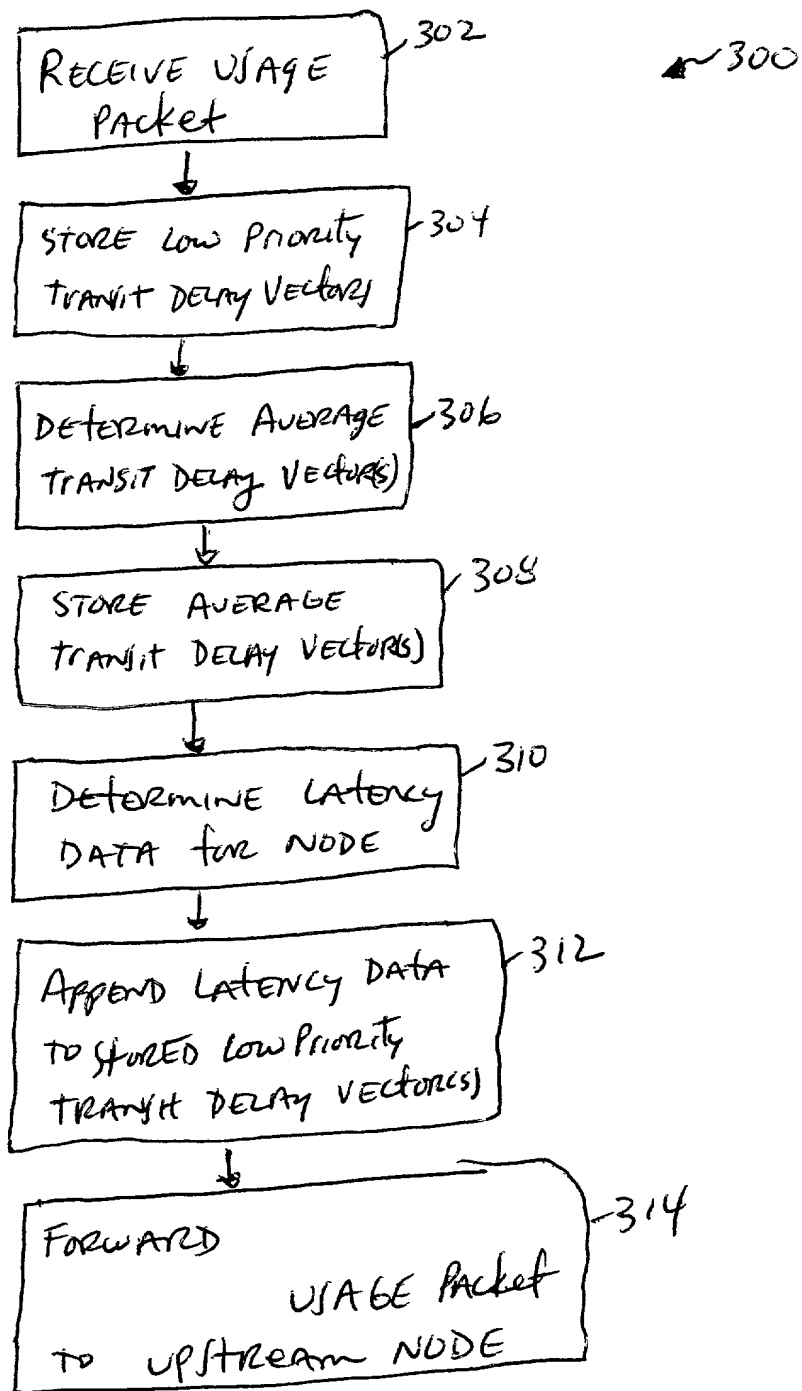 RECEIVE USAGE
PACKET
302
300
STORE LOW PRIORITY
TRANSIT DELAY VECTORS
304
DETERMINE AVERAGE
TRANSIT DELAY VECTOR(S)
306
STORE AVERAGE
TRANSIT DELAY VECTOR(S)
308
DETERMINE LATENCY
DATA FOR NODE
310
APPEND LATENCY DATA
TO STORED LOW PRIORITY
TRANSIT DELAY VECTOR(S)
312
FORWARD
USAGE PACKET
TO UPSTREAM NODE
314